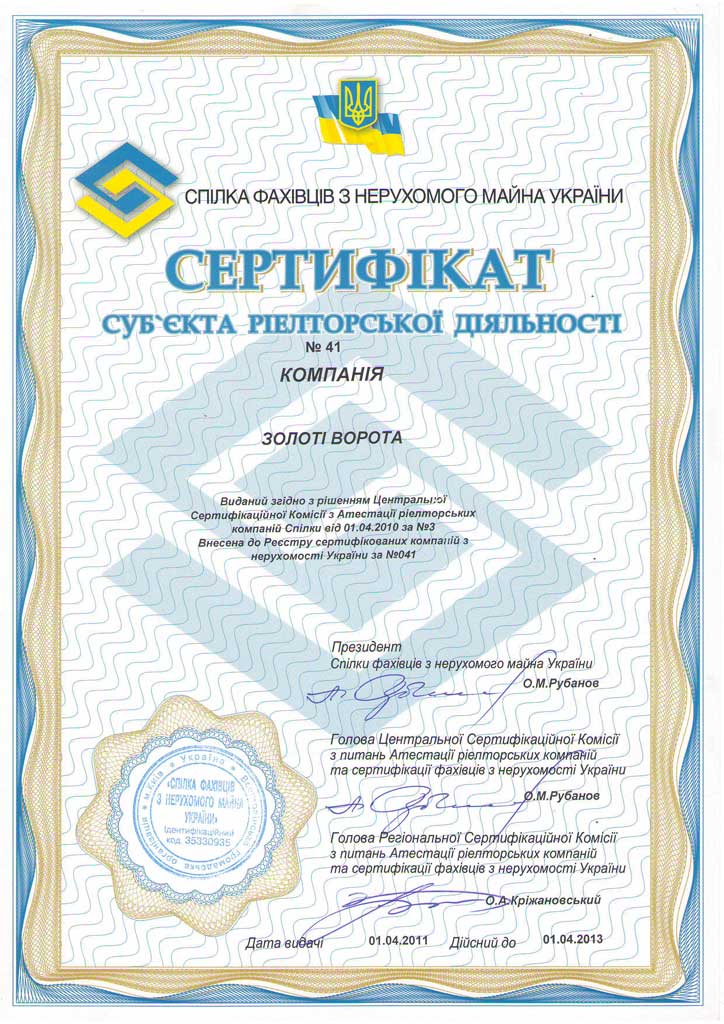 СПІЛКА ФАХІВЦІВ З НЕРУХОМОГО МАЙНА УКРАЇНИ
СЕРТИФІКАТ
СУБ`ЄКТА РІЕЛТОРСЬКОЇ ДІЯЛЬНОСТІ
№ 41
КОМПАНІЯ
ЗОЛОТІ ВОРОТА
Виданий згідно з рішенням Центральної
Сертифікаційної Комісії з Атестації ріелторських
компаній Спілки від 01.04.2010 за №3
Внесена до Реєстру сертифікованих компаній з
нерухомості України за №041
Президент
Спілки фахівців з нерухомого майна України
О.М.Рубанов
Голова Центральної Сертифікаційної Комісії
з питань Атестації ріелторських компаній
та сертифікації фахівців з нерухомості України
О.М.Рубанов
Голова Регіональної Сертифікаційної Комісії
з питань Атестації ріелторських компаній
та сертифікації фахівців з нерухомості України
О.А.Кріжановський
м.Київ * Україна * Всеукраїнська громадська організація
«СПІЛКА ФАХІВЦІВ
З НЕРУХОМОГО МАЙНА
УКРАЇНИ»
Ідентифікаційний
код 35330935
Дата видачі 01.04.2011 Дійсний до 01.04.2013